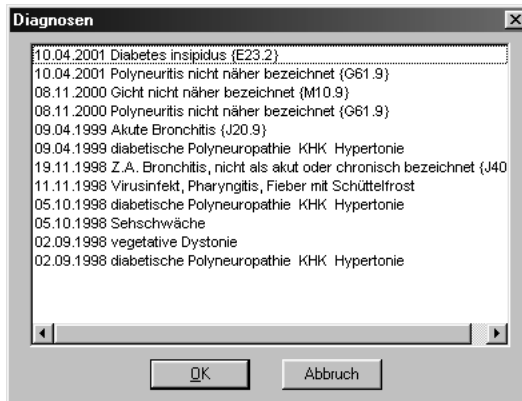 Diagnosen
10.04.2001 Diabetes insipidus {E23.2}
10.04.2001 Polyneuritis nicht näher bezeichnet {G61.9}
08.11.2000 Gicht nicht näher bezeichnet {M10.9}
08.11.2000 Polyneuritis nicht näher bezeichnet {G61.9}
09.04.1999 Akute Bronchitis {J20.9}
09.04.1999 diabetische Polyneuropathie KHK Hypertonie
19.11.1998 Z.A. Bronchitis, nicht als akut oder chronisch bezeichnet {J40
11.11.1998 Virusinfekt, Pharyngitis, Fieber mit Schüttelfrost
05.10.1998 diabetische Polyneuropathie KHK Hypertonie
05.10.1998 Sehschwäche
02.09.1998 vegetative Dystonie
02.09.1998 diabetische Polyneuropathie KHK Hypertonie
OK Abbruch